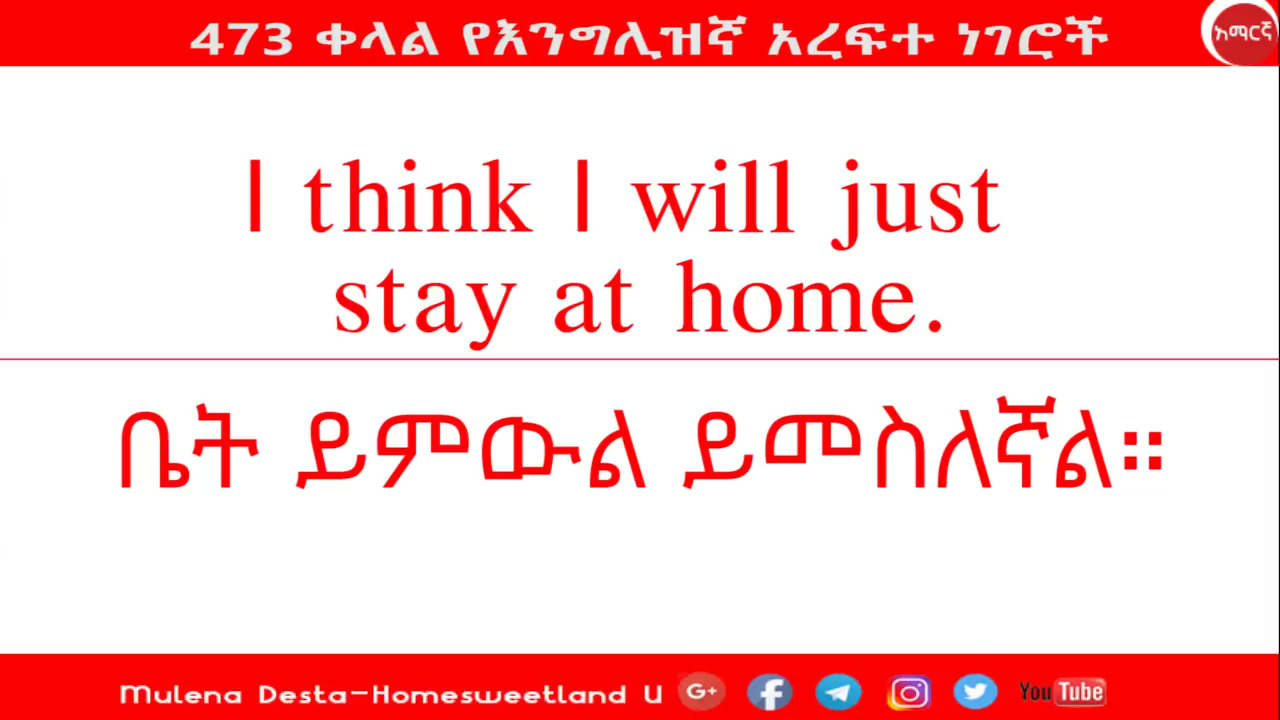 473 ቀላል የእንግሊዝኛ አረፍተ ነገሮች
አማርኛ
I think I will just
stay at home.
ቤት ይምውል ይመስለኛል።
Mulena Desta-Homesweetland U
G+
f
You Tube